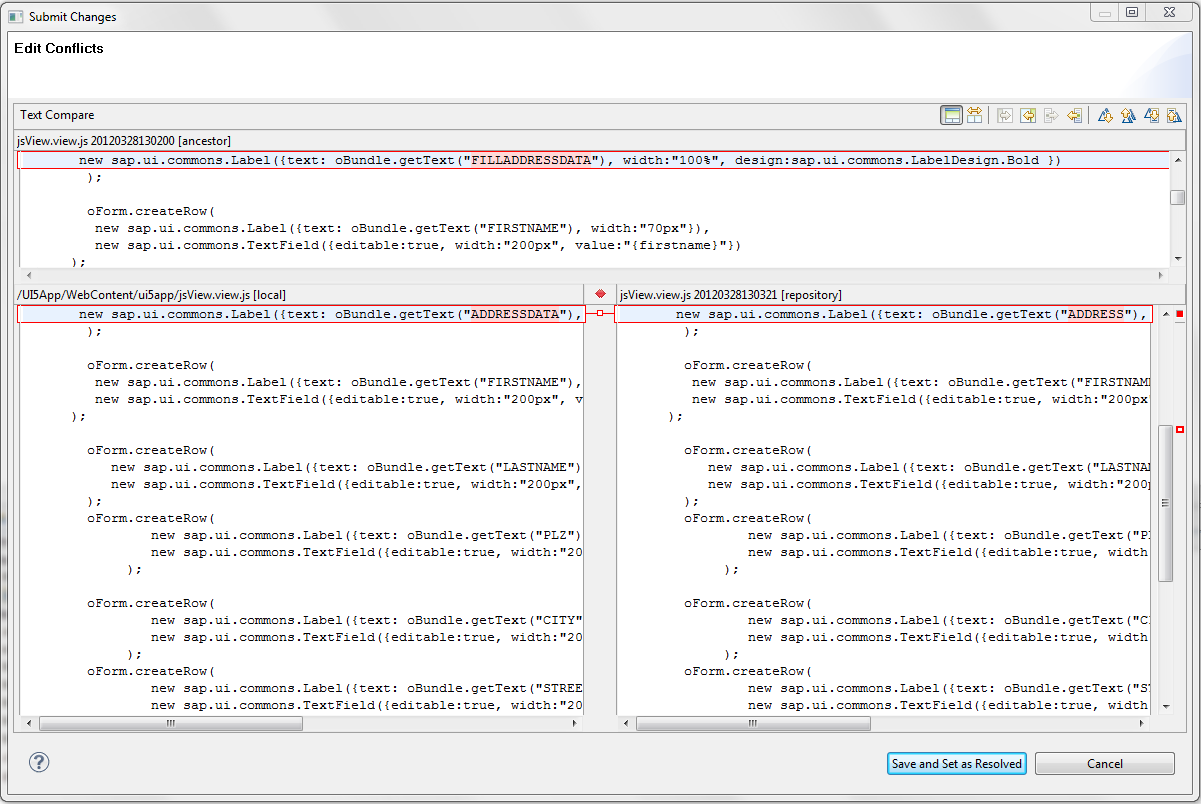 Submit Changes
Edit Conflicts
Text Compare
jsView.view.js 20120328130200 [ancestor]
new sap.ui.commons.Label({text: oBundle.getText("FILLADDRESSDATA"), width:"100%", design:sap.ui.commons.LabelDesign.Bold })
);
oForm.createRow(
new sap.ui.commons.Label({text: oBundle.getText("FIRSTNAME"), width:"70px"}),
new sap.ui.commons.TextField({editable:true, width:"200px", value:"{firstname}"})
);
/UI5App/WebContent/ui5app/jsView.view.js [local]
new sap.ui.commons.Label({text: oBundle.getText("ADDRESSDATA"),
);
oForm.createRow(
new sap.ui.commons.Label({text: oBundle.getText("FIRSTNAME"),
new sap.ui.commons.TextField({editable:true, width:"200px", v
);
oForm.createRow(
new sap.ui.commons.Label({text: oBundle.getText("LASTNAME")
new sap.ui.commons.TextField({editable:true, width:"200px",
);
oForm.createRow(
new sap.ui.commons.Label({text: oBundle.getText("PLZ")
new sap.ui.commons.TextField({editable:true, width:"20
);
oForm.createRow(
new sap.ui.commons.Label({text: oBundle.getText("CITY"
new sap.ui.commons.TextField({editable:true, width:"20
);
oForm.createRow(
new sap.ui.commons.Label({text: oBundle.getText("STREE
new sap.ui.commons.TextField({editable:true, width:"20
jsView.view.js 20120328130321 [repository]
new sap.ui.commons.Label({text: oBundle.getText("ADDRESS"),
);
oForm.createRow(
new sap.ui.commons.Label({text: oBundle.getText("FIRSTNAM
new sap.ui.commons.TextField({editable:true, width:"200px
);
oForm.createRow(
new sap.ui.commons.Label({text: oBundle.getText("LASTNA
new sap.ui.commons.TextField({editable:true, width:"200p
);
oForm.createRow(
new sap.ui.commons.Label({text: oBundle.getText("P
new sap.ui.commons.TextField({editable:true, width
);
oForm.createRow(
new sap.ui.commons.Label({text: oBundle.getText("C
new sap.ui.commons.TextField({editable:true, width
);
oForm.createRow(
new sap.ui.commons.Label({text: oBundle.getText("S
new sap.ui.commons.TextField({editable:true, width
?
Save and Set as Resolved
Cancel